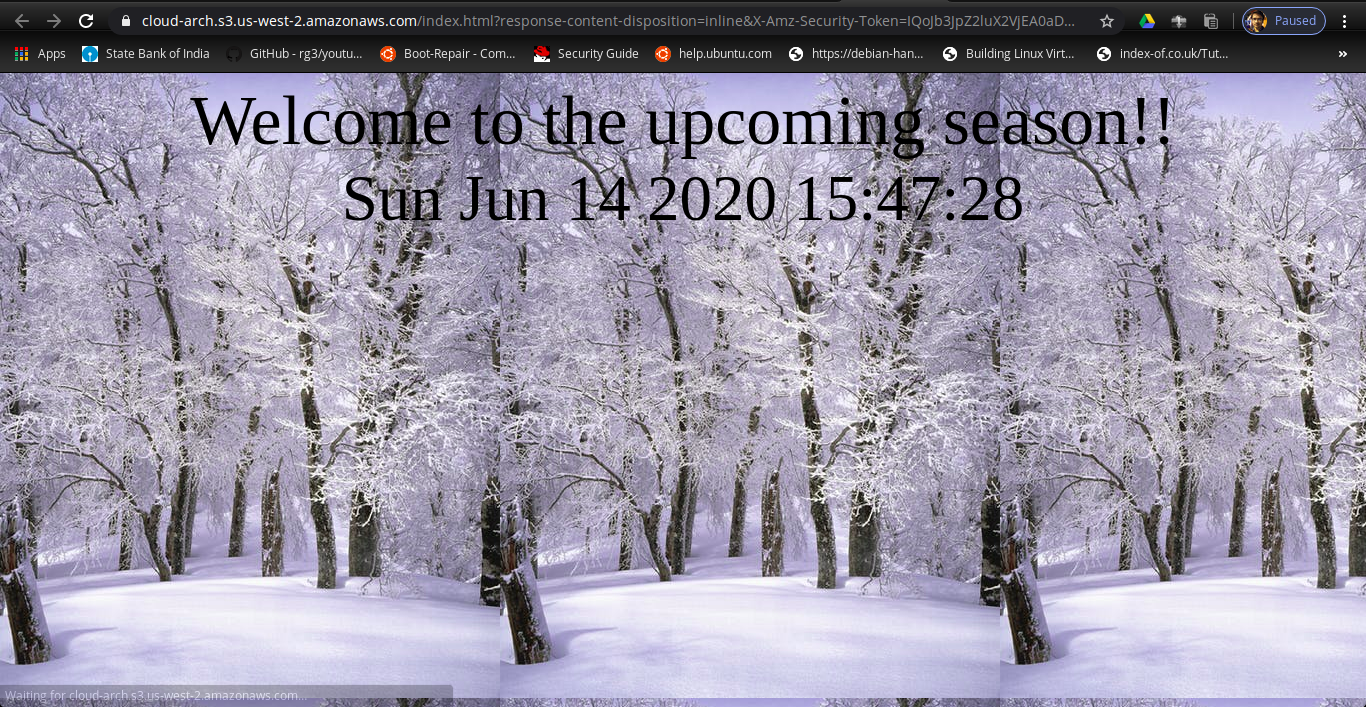 cloud-arch.s3.us-west-2.amazonaws.com/index.html?response-content-disposition=inline&X-Amz-Security-Token=IQoJb3JpZ2luX2VjEA0aD...
Paused
Apps State Bank of India GitHub - rg3/youtu... Boot-Repair - Com... Security Guide help.ubuntu.com https://debian-han... Building Linux Virt... index-of.co.uk/Tut... »
Welcome to the upcoming season!!
Sun Jun 14 2020 15:47:28
Waiting for cloud-arch.s3.us-west-2.amazonaws.com...